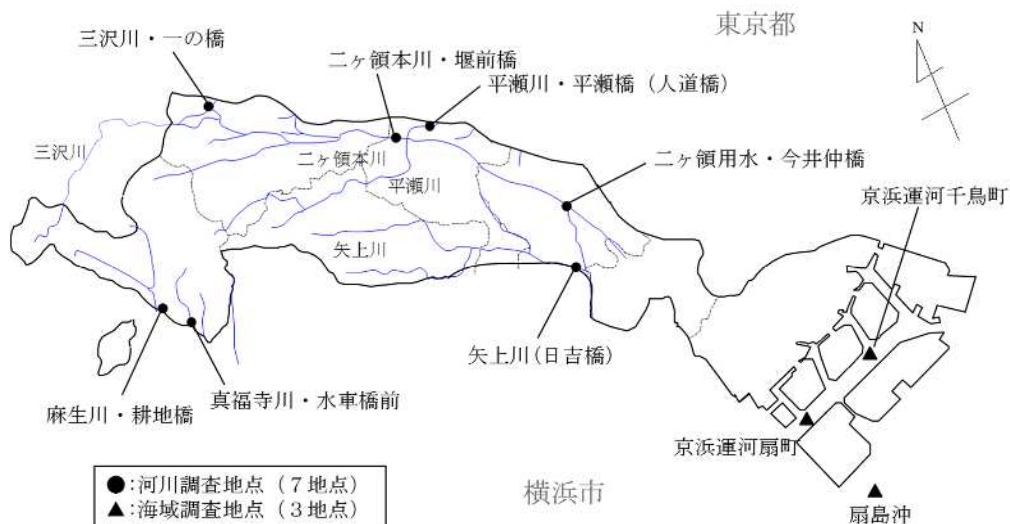 東京都
三沢川・一の橋
二ヶ領本川・堰前橋
平瀬川・平瀬橋（人道橋）
N
三沢川
二ヶ領本川
平瀬川
二ヶ領用水・今井仲橋
京浜運河千鳥町
矢上川
矢上川(日吉橋)
真福寺川・水車橋前
麻生川・耕地橋
京浜運河扇町
●:河川調査地点（７地点）
▲:海域調査地点（３地点）
横浜市
扇島沖